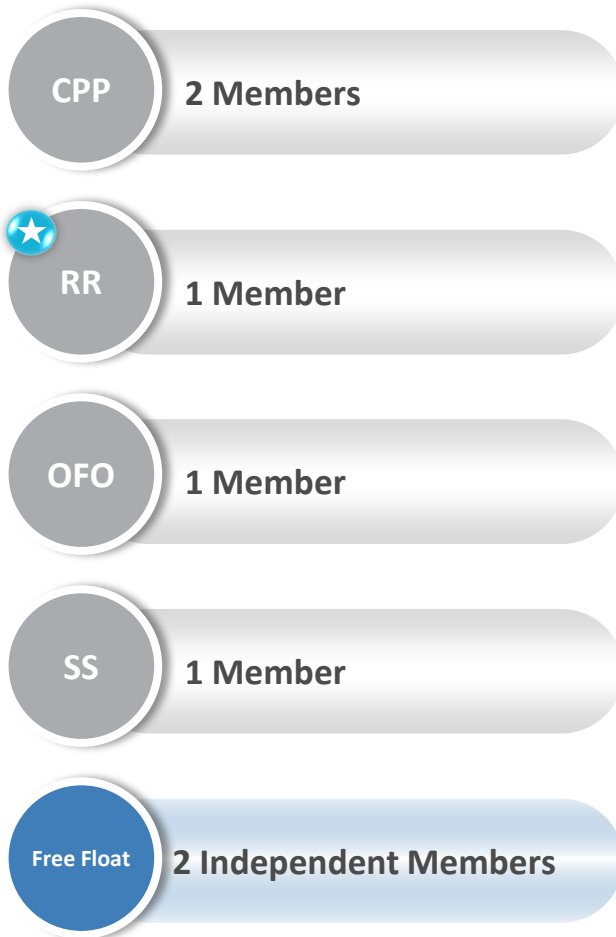 CPP
2 Members
RR
1 Member
OFO
1 Member
SS
1 Member
Free Float
2 Independent Members